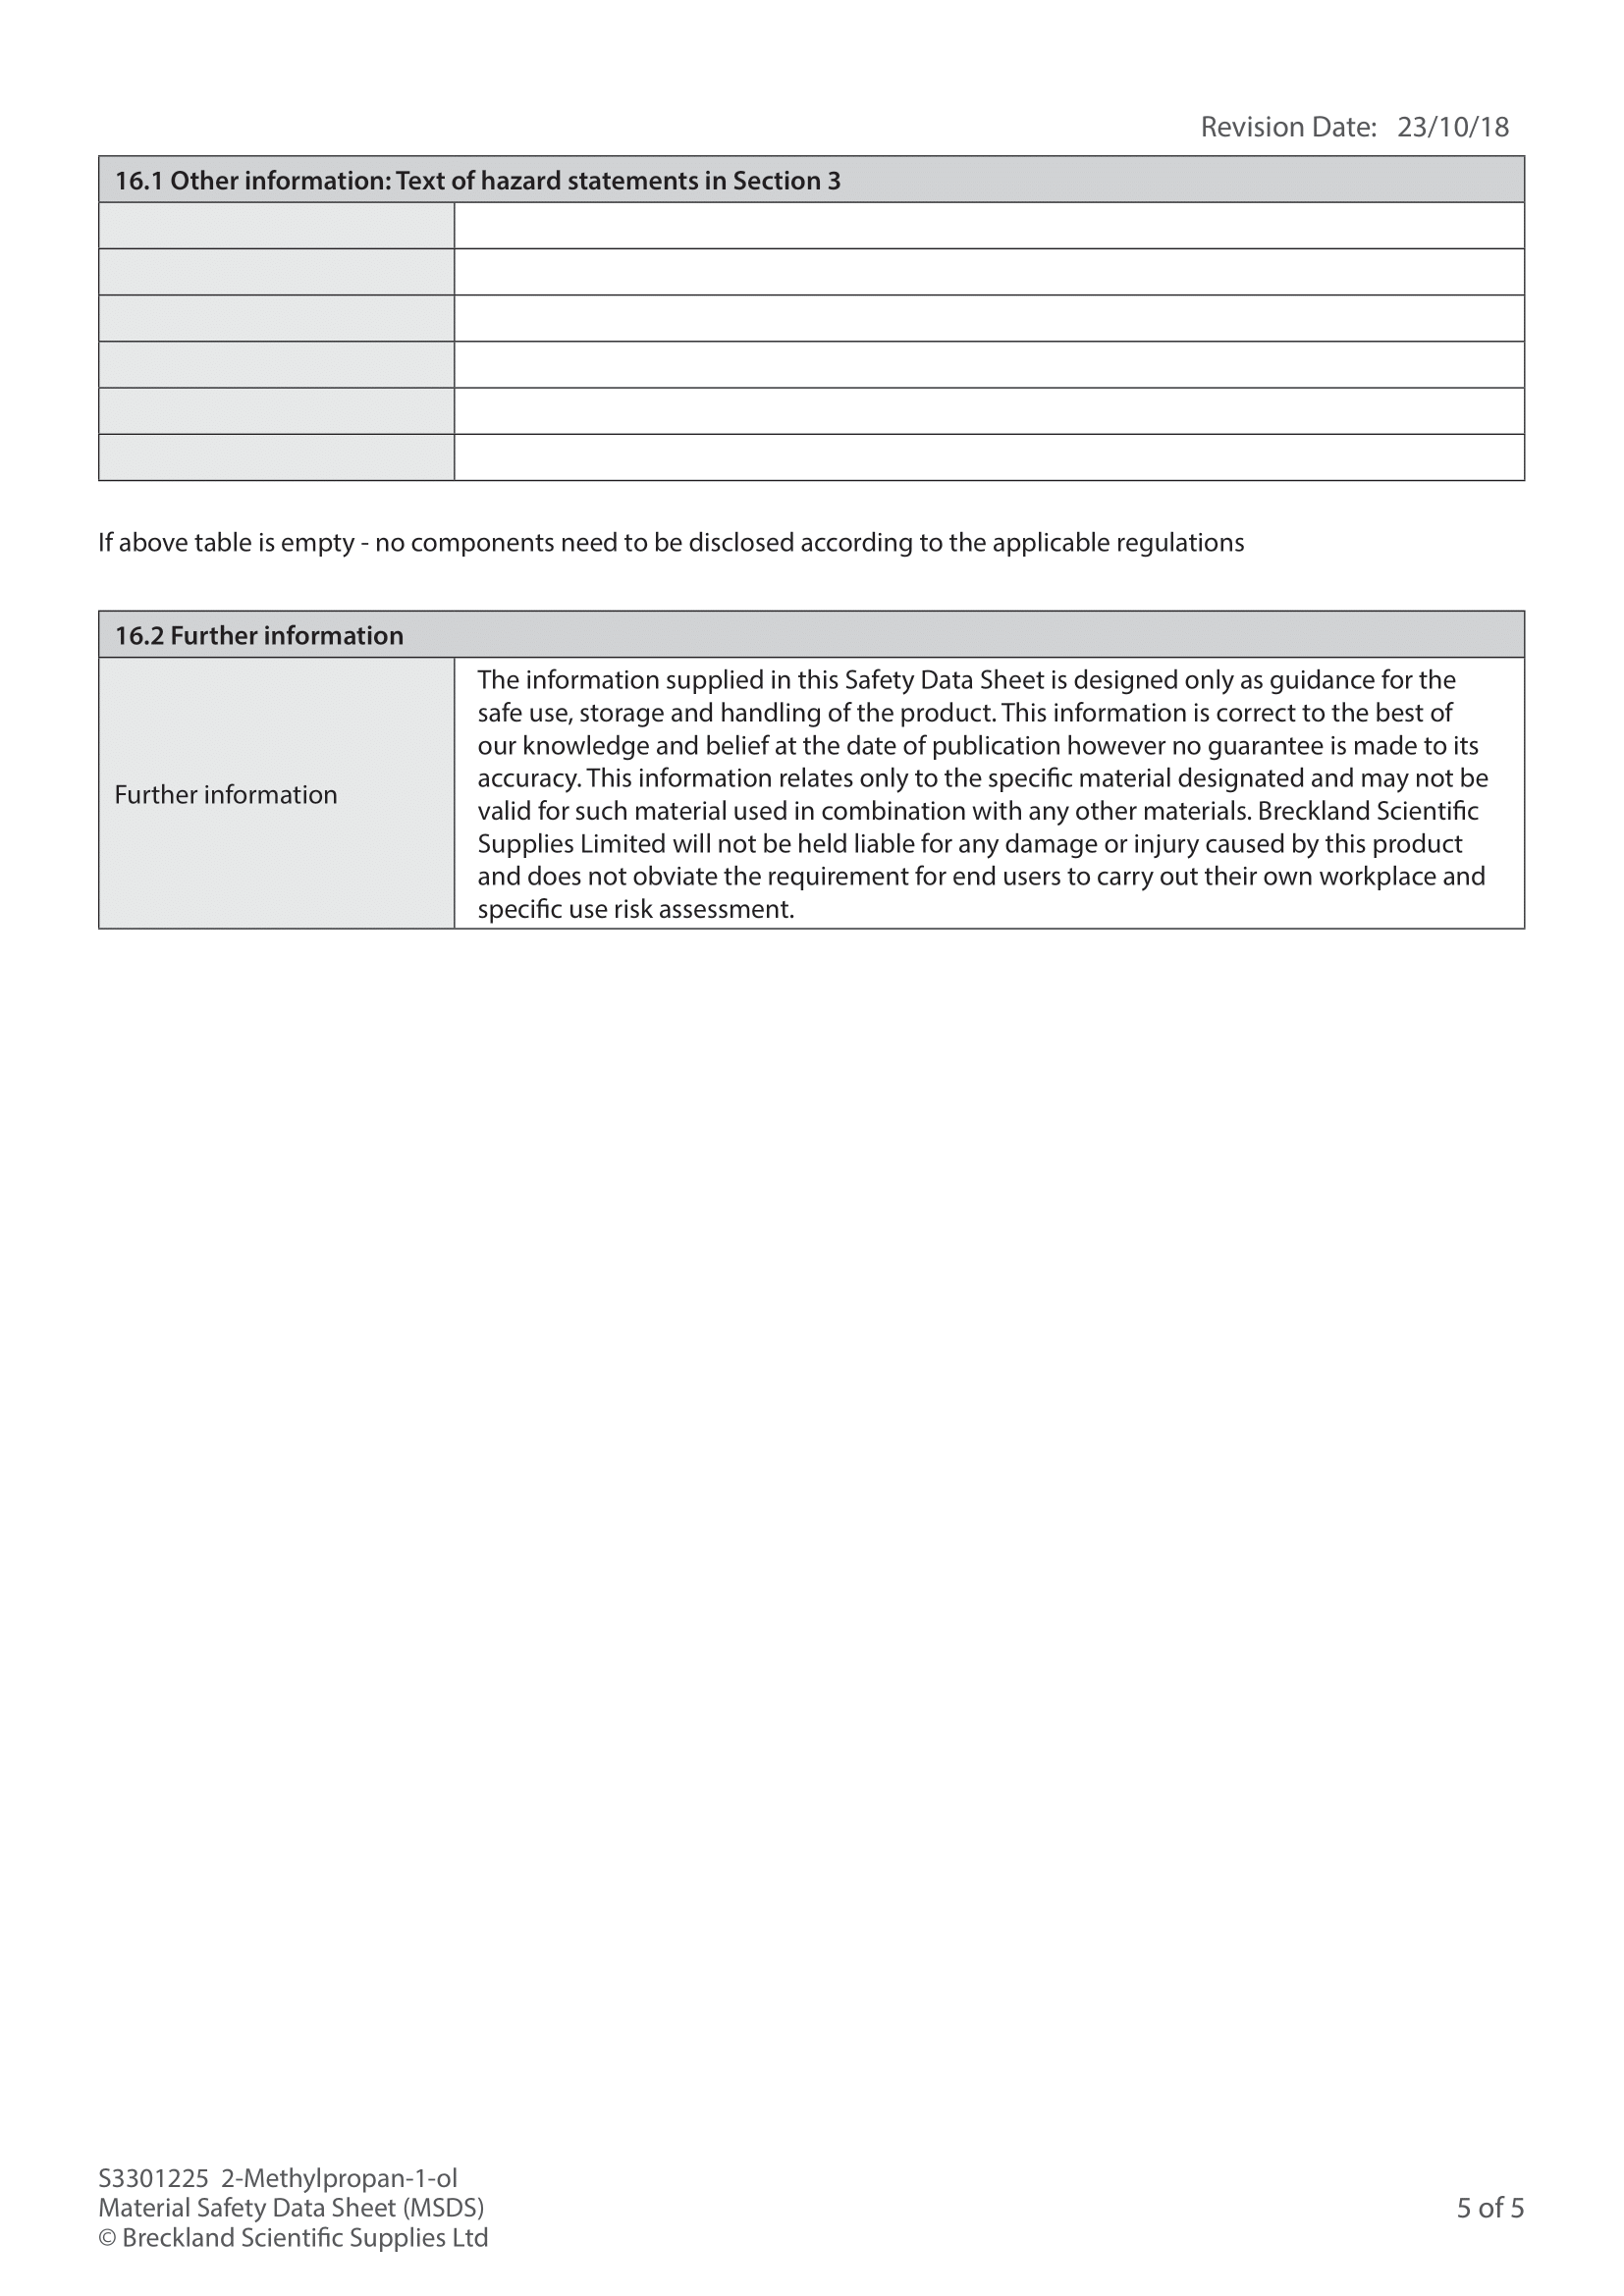 Revision Date: 23/10/18
16.1 Other information: Text of hazard statements in Section 3
If above table is empty - no components need to be disclosed according to the applicable regulations
16.2 Further information
Further information
The information supplied in this Safety Data Sheet is designed only as guidance for the
safe use, storage and handling of the product. This information is correct to the best of
our knowledge and belief at the date of publication however no guarantee is made to its
accuracy. This information relates only to the specific material designated and may not be
valid for such material used in combination with any other materials. Breckland Scientific
Supplies Limited will not be held liable for any damage or injury caused by this product
and does not obviate the requirement for end users to carry out their own workplace and
specific use risk assessment.
S3301225 2-Methylpropan-1-ol
Material Safety Data Sheet (MSDS)
© Breckland Scientific Supplies Ltd
5 of 5